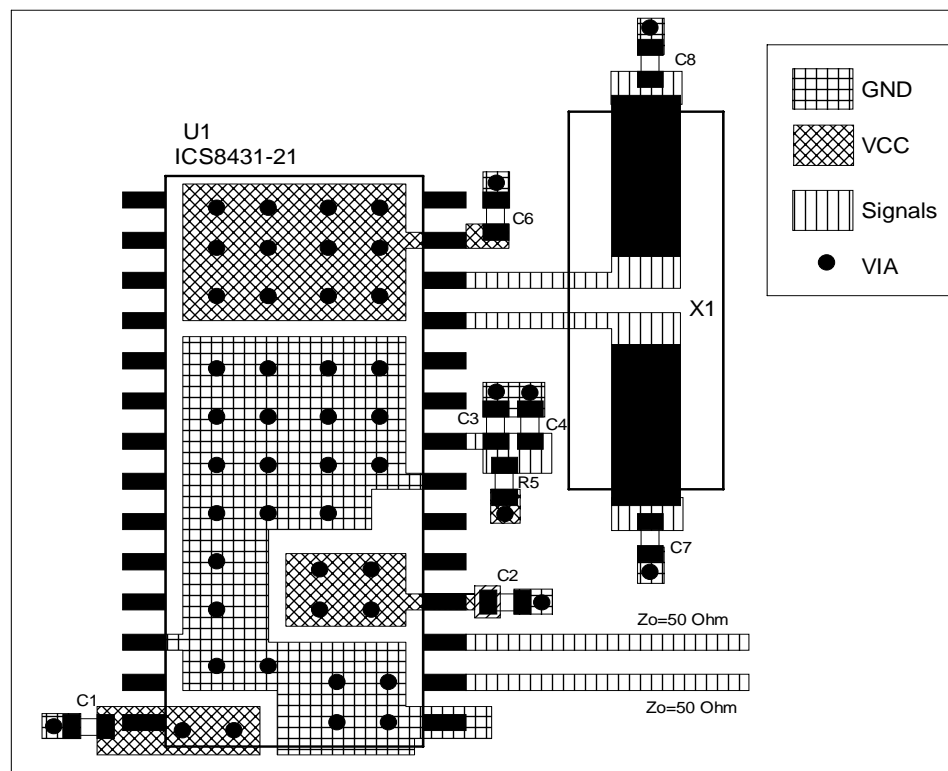 C8
GND
U1
ICS8431-21
VCC
Signals
C6
VIA
X1
C3
C4
R5
C7
C2
Zo=50 Ohm
C1
Zo=50 Ohm